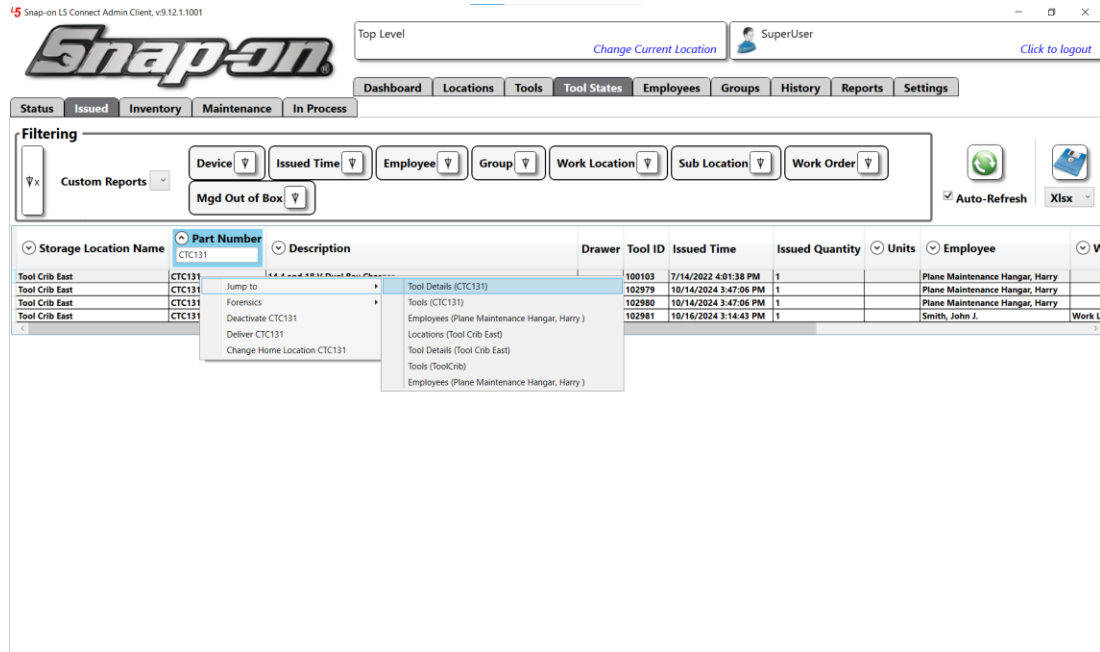 Snap-on L5 Connect Admin Client, v:9.12.1.1001
Snap-on®
Top Level
Change Current Location
SuperUser
Click to logout
Dashboard Locations Tools Tool States Employees Groups History Reports Settings
Status Issued Inventory Maintenance In Process
Filtering
Custom Reports
Device Issued Time Employee Group Work Location Sub Location Work Order
Mgd Out of Box
Auto-Refresh
Xlsx
Storage Location Name Part Number Description Drawer Tool ID Issued Time Issued Quantity Units Employee W
CTC131
Tool Crib East CTC131 14.4 and 18 V Dual Bay Charger 100103 7/14/2022 4:01:38 PM 1 Plane Maintenance Hangar, Harry
Tool Crib East CTC131 102979 10/14/2024 3:47:06 PM 1 Plane Maintenance Hangar, Harry
Tool Crib East CTC131 102980 10/14/2024 3:47:06 PM 1 Plane Maintenance Hangar, Harry
Tool Crib East CTC131 102981 10/16/2024 3:14:43 PM 1 Smith, John J. Work L
Jump to
Forensics
Deactivate CTC131
Deliver CTC131
Change Home Location CTC131
Tool Details (CTC131)
Tools (CTC131)
Employees (Plane Maintenance Hangar, Harry )
Locations (Tool Crib East)
Tool Details (Tool Crib East)
Tools (ToolCrib)
Employees (Plane Maintenance Hangar, Harry )